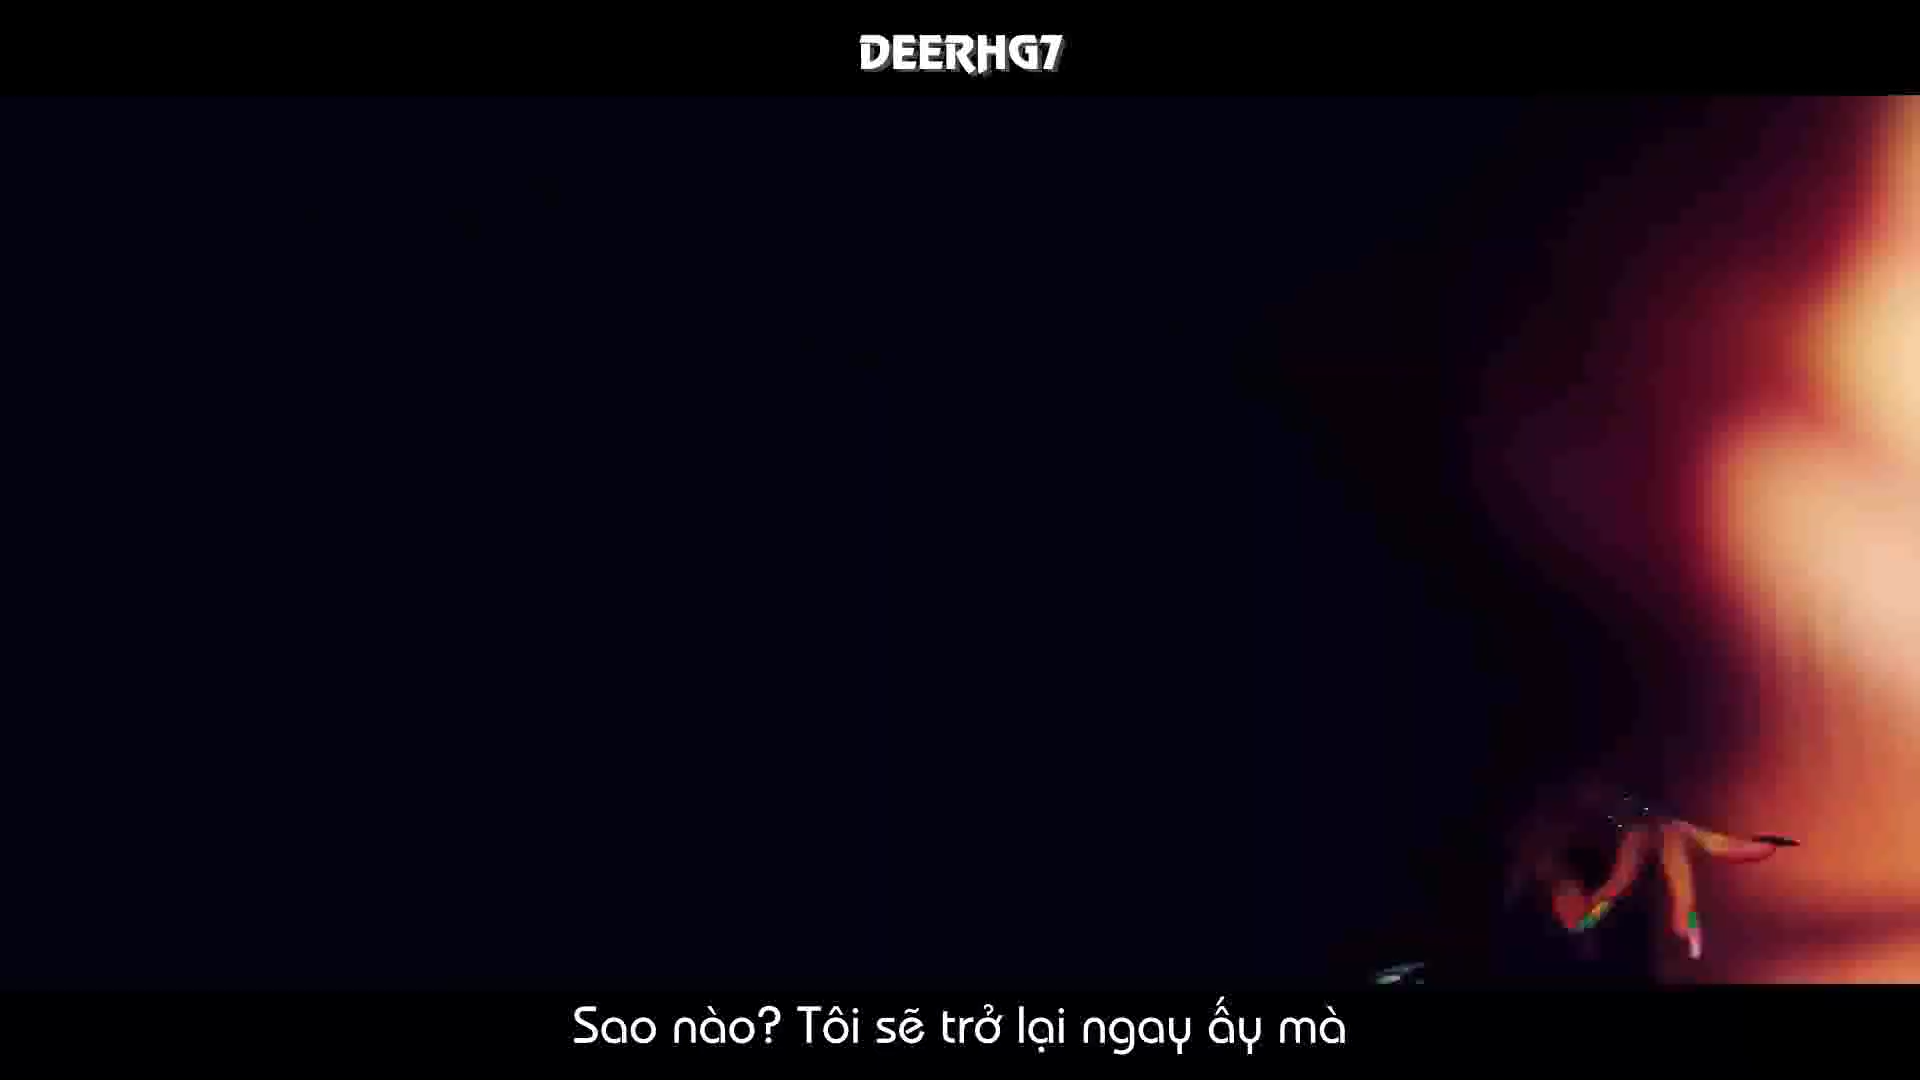 DEERHG7
Sao nào? Tôi sẽ trở lại ngay ấy mà